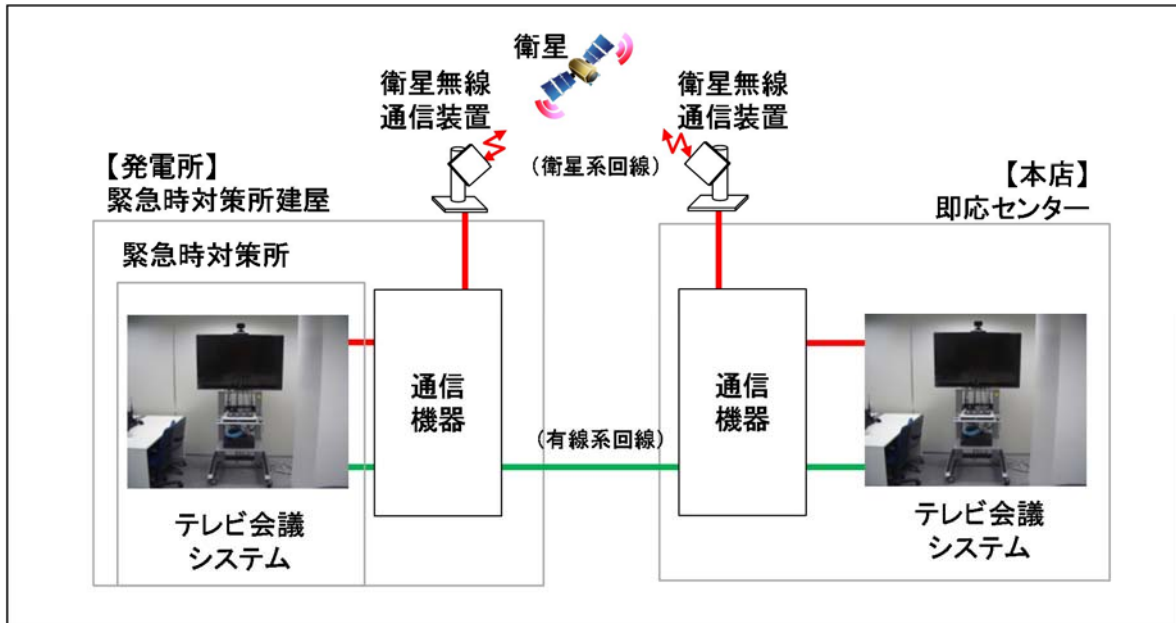 衛星
衛星無線
通信装置
衛星無線
通信装置
(衛星系回線)
【発電所】
緊急時対策所建屋
【本店】
即応センター
緊急時対策所
通信
機器
通信
機器
(有線系回線)
テレビ会議
システム
テレビ会議
システム